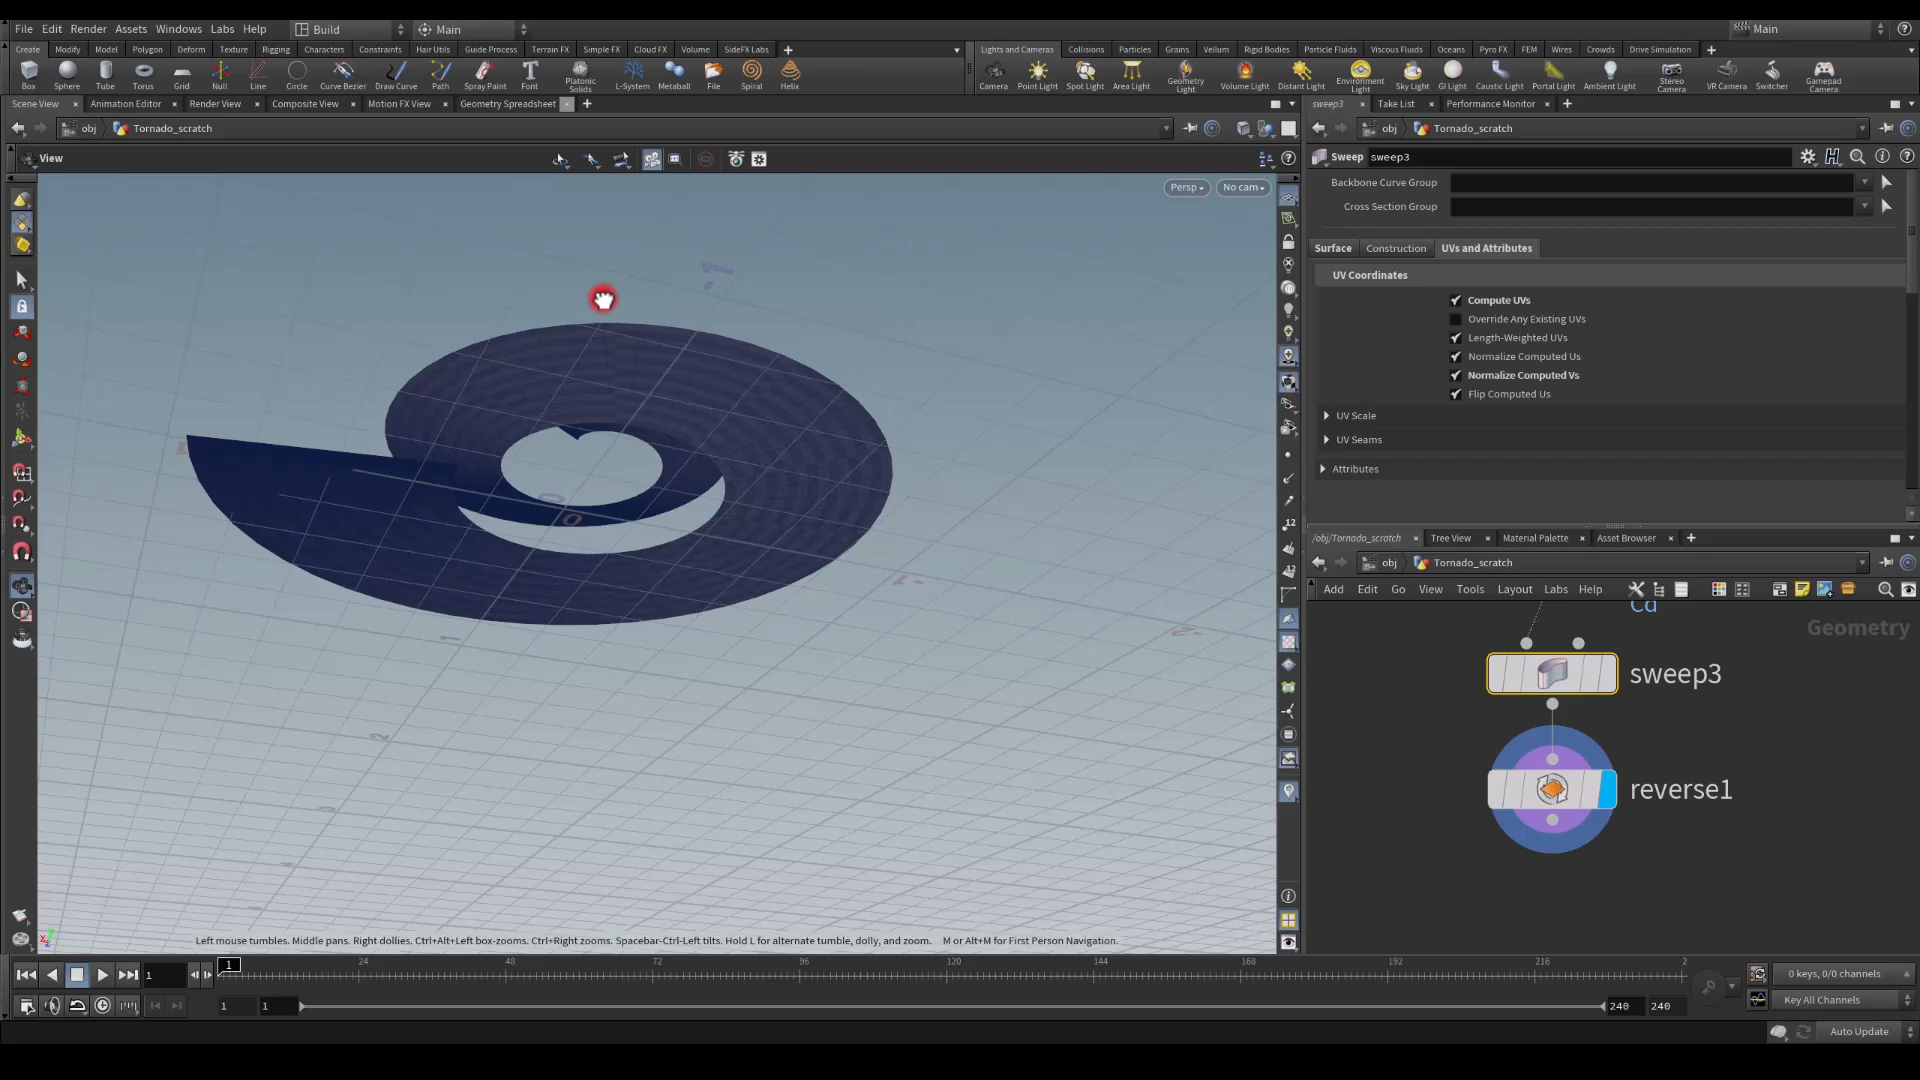 File Edit Render Assets Windows Labs Help Build Main Main
Create Modify Model Polygon Deform Texture Rigging Characters Constraints Hair Utils Guide Process Terrain FX Simple FX Cloud FX Volume SideFX Labs Lights and Cameras Collisions Particles Grains Vellum Rigid Bodies Particle Fluids Viscous Fluids Oceans Pyro FX FEM Wires Crowds Drive Simulation
Box Sphere Tube Torus Grid Null Line Circle Curve Bezier Draw Curve Path Spray Paint Font Platonic Solids L-System Metaball File Spiral Helix Camera Point Light Spot Light Area Light Geometry Light Volume Light Distant Light Environment Light Sky Light GI Light Caustic Light Portal Light Ambient Light Stereo Camera VR Camera Switcher Gamepad Camera
Scene View Animation Editor Render View Composite View Motion FX View Geometry Spreadsheet sweep3 Take List Performance Monitor
obj Tornado_scratch obj Tornado_scratch
View
Sweep sweep3
Persp No cam
Backbone Curve Group
Cross Section Group
Surface Construction UVs and Attributes
UV Coordinates
Compute UVs
Override Any Existing UVs
Length-Weighted UVs
Normalize Computed Us
Normalize Computed Vs
Flip Computed Us
UV Scale
UV Seams
Attributes
/obj/Tornado_scratch Tree View Material Palette Asset Browser
obj Tornado_scratch
Add Edit Go View Tools Layout Labs Help
Cd
Geometry
sweep3
reverse1
Left mouse tumbles. Middle pans. Right dollies. Ctrl+Alt+Left box-zooms. Ctrl+Right zooms. Spacebar-Ctrl-Left tilts. Hold L for alternate tumble, dolly, and zoom. M or Alt+M for First Person Navigation.
1 1 24 48 72 96 120 144 168 192 216 2
0 keys, 0/0 channels
1 1 240 240 Key All Channels
Auto Update